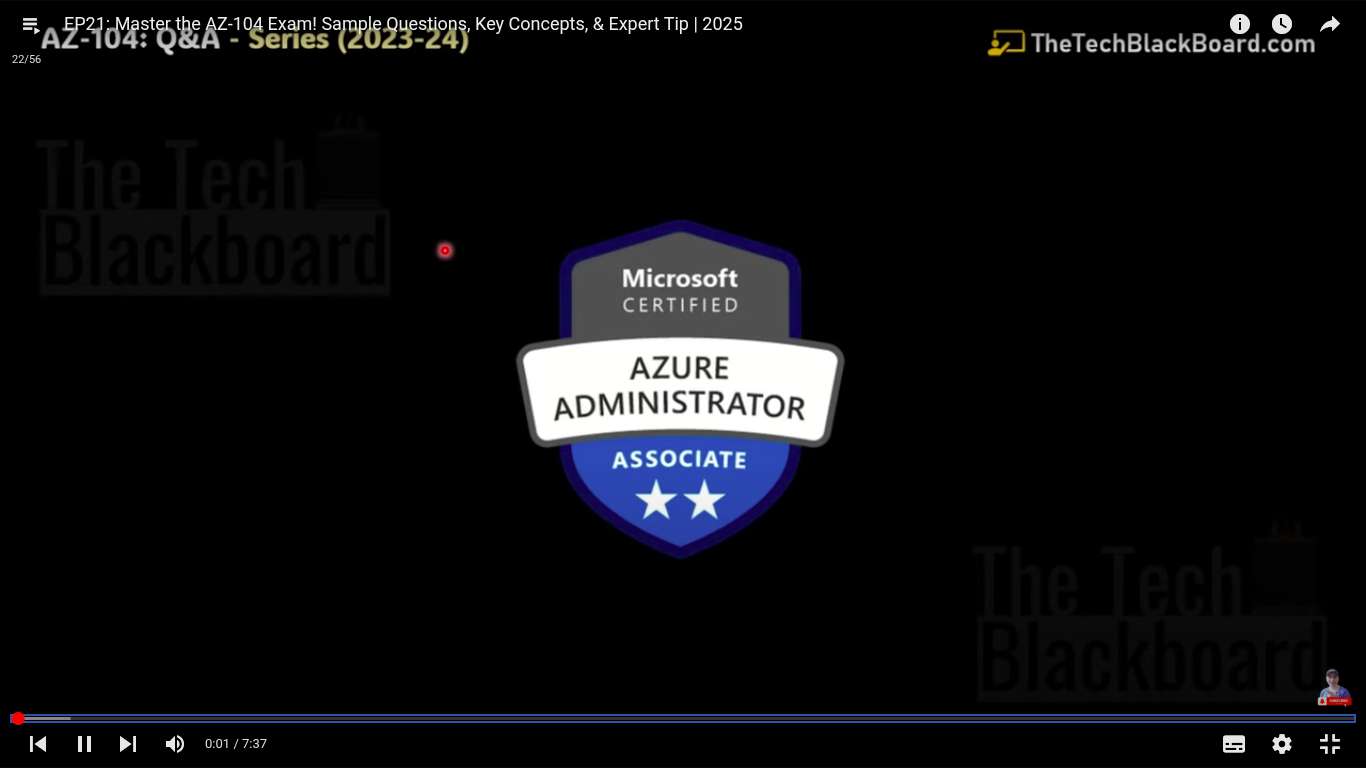 EP21: Master the AZ-104 Exam! Sample Questions, Key Concepts, & Expert Tip | 2025
AZ-104: Q&A - Series (2023-24)
TheTechBlackBoard.com
22/56
The Tech
Blackboard
Microsoft
CERTIFIED
AZURE
ADMINISTRATOR
ASSOCIATE
The Tech
Blackboard
0:01 / 7:37